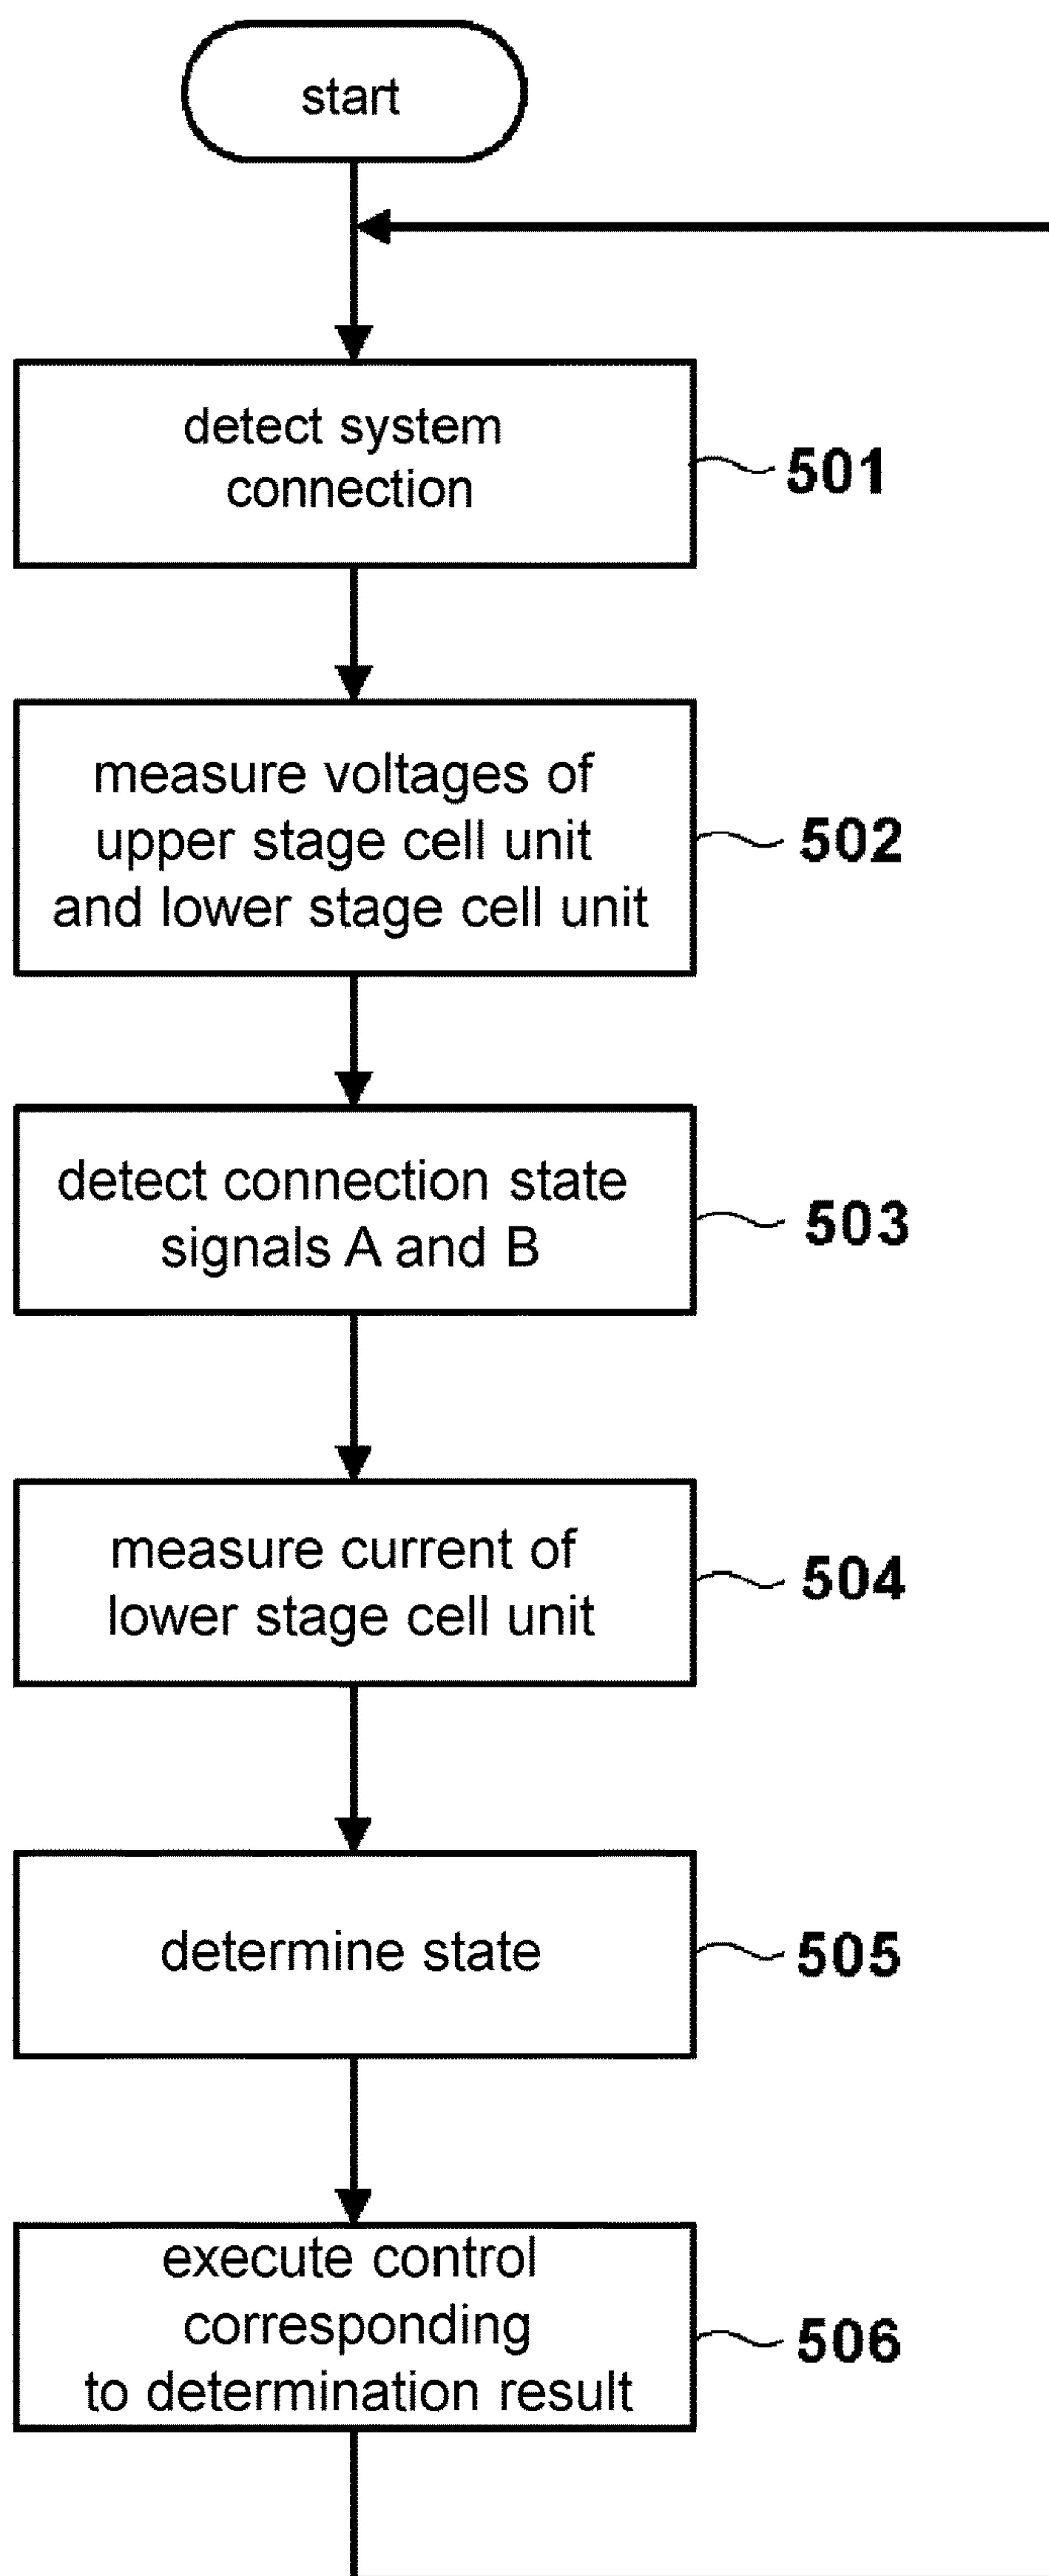 start
detect system
connection
501
measure voltages of
upper stage cell unit
and lower stage cell unit
502
detect connection state
signals A and B
503
measure current of
lower stage cell unit
504
determine state
505
execute control
corresponding
to determination result
506